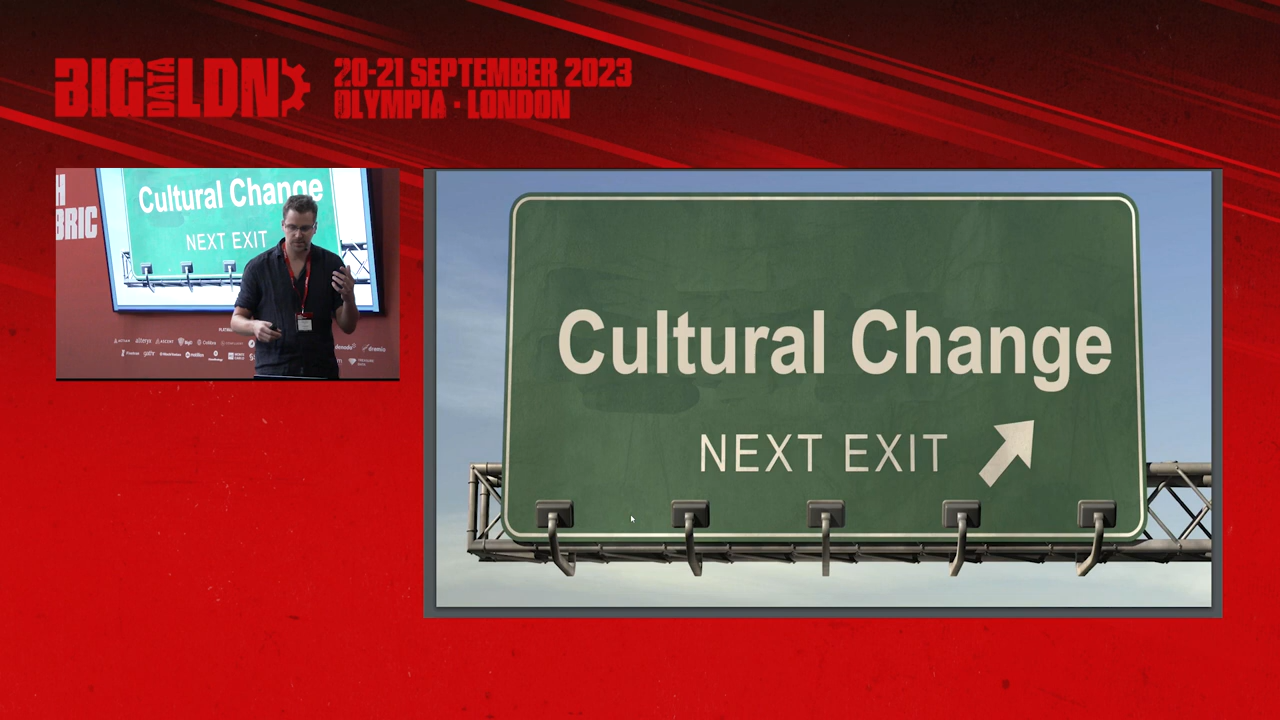 BIG DATA LDN
20-21 SEPTEMBER 2023
OLYMPIA · LONDON
H
BRIC
Cultural Change
NEXT EXIT
Cultural Change
NEXT EXIT